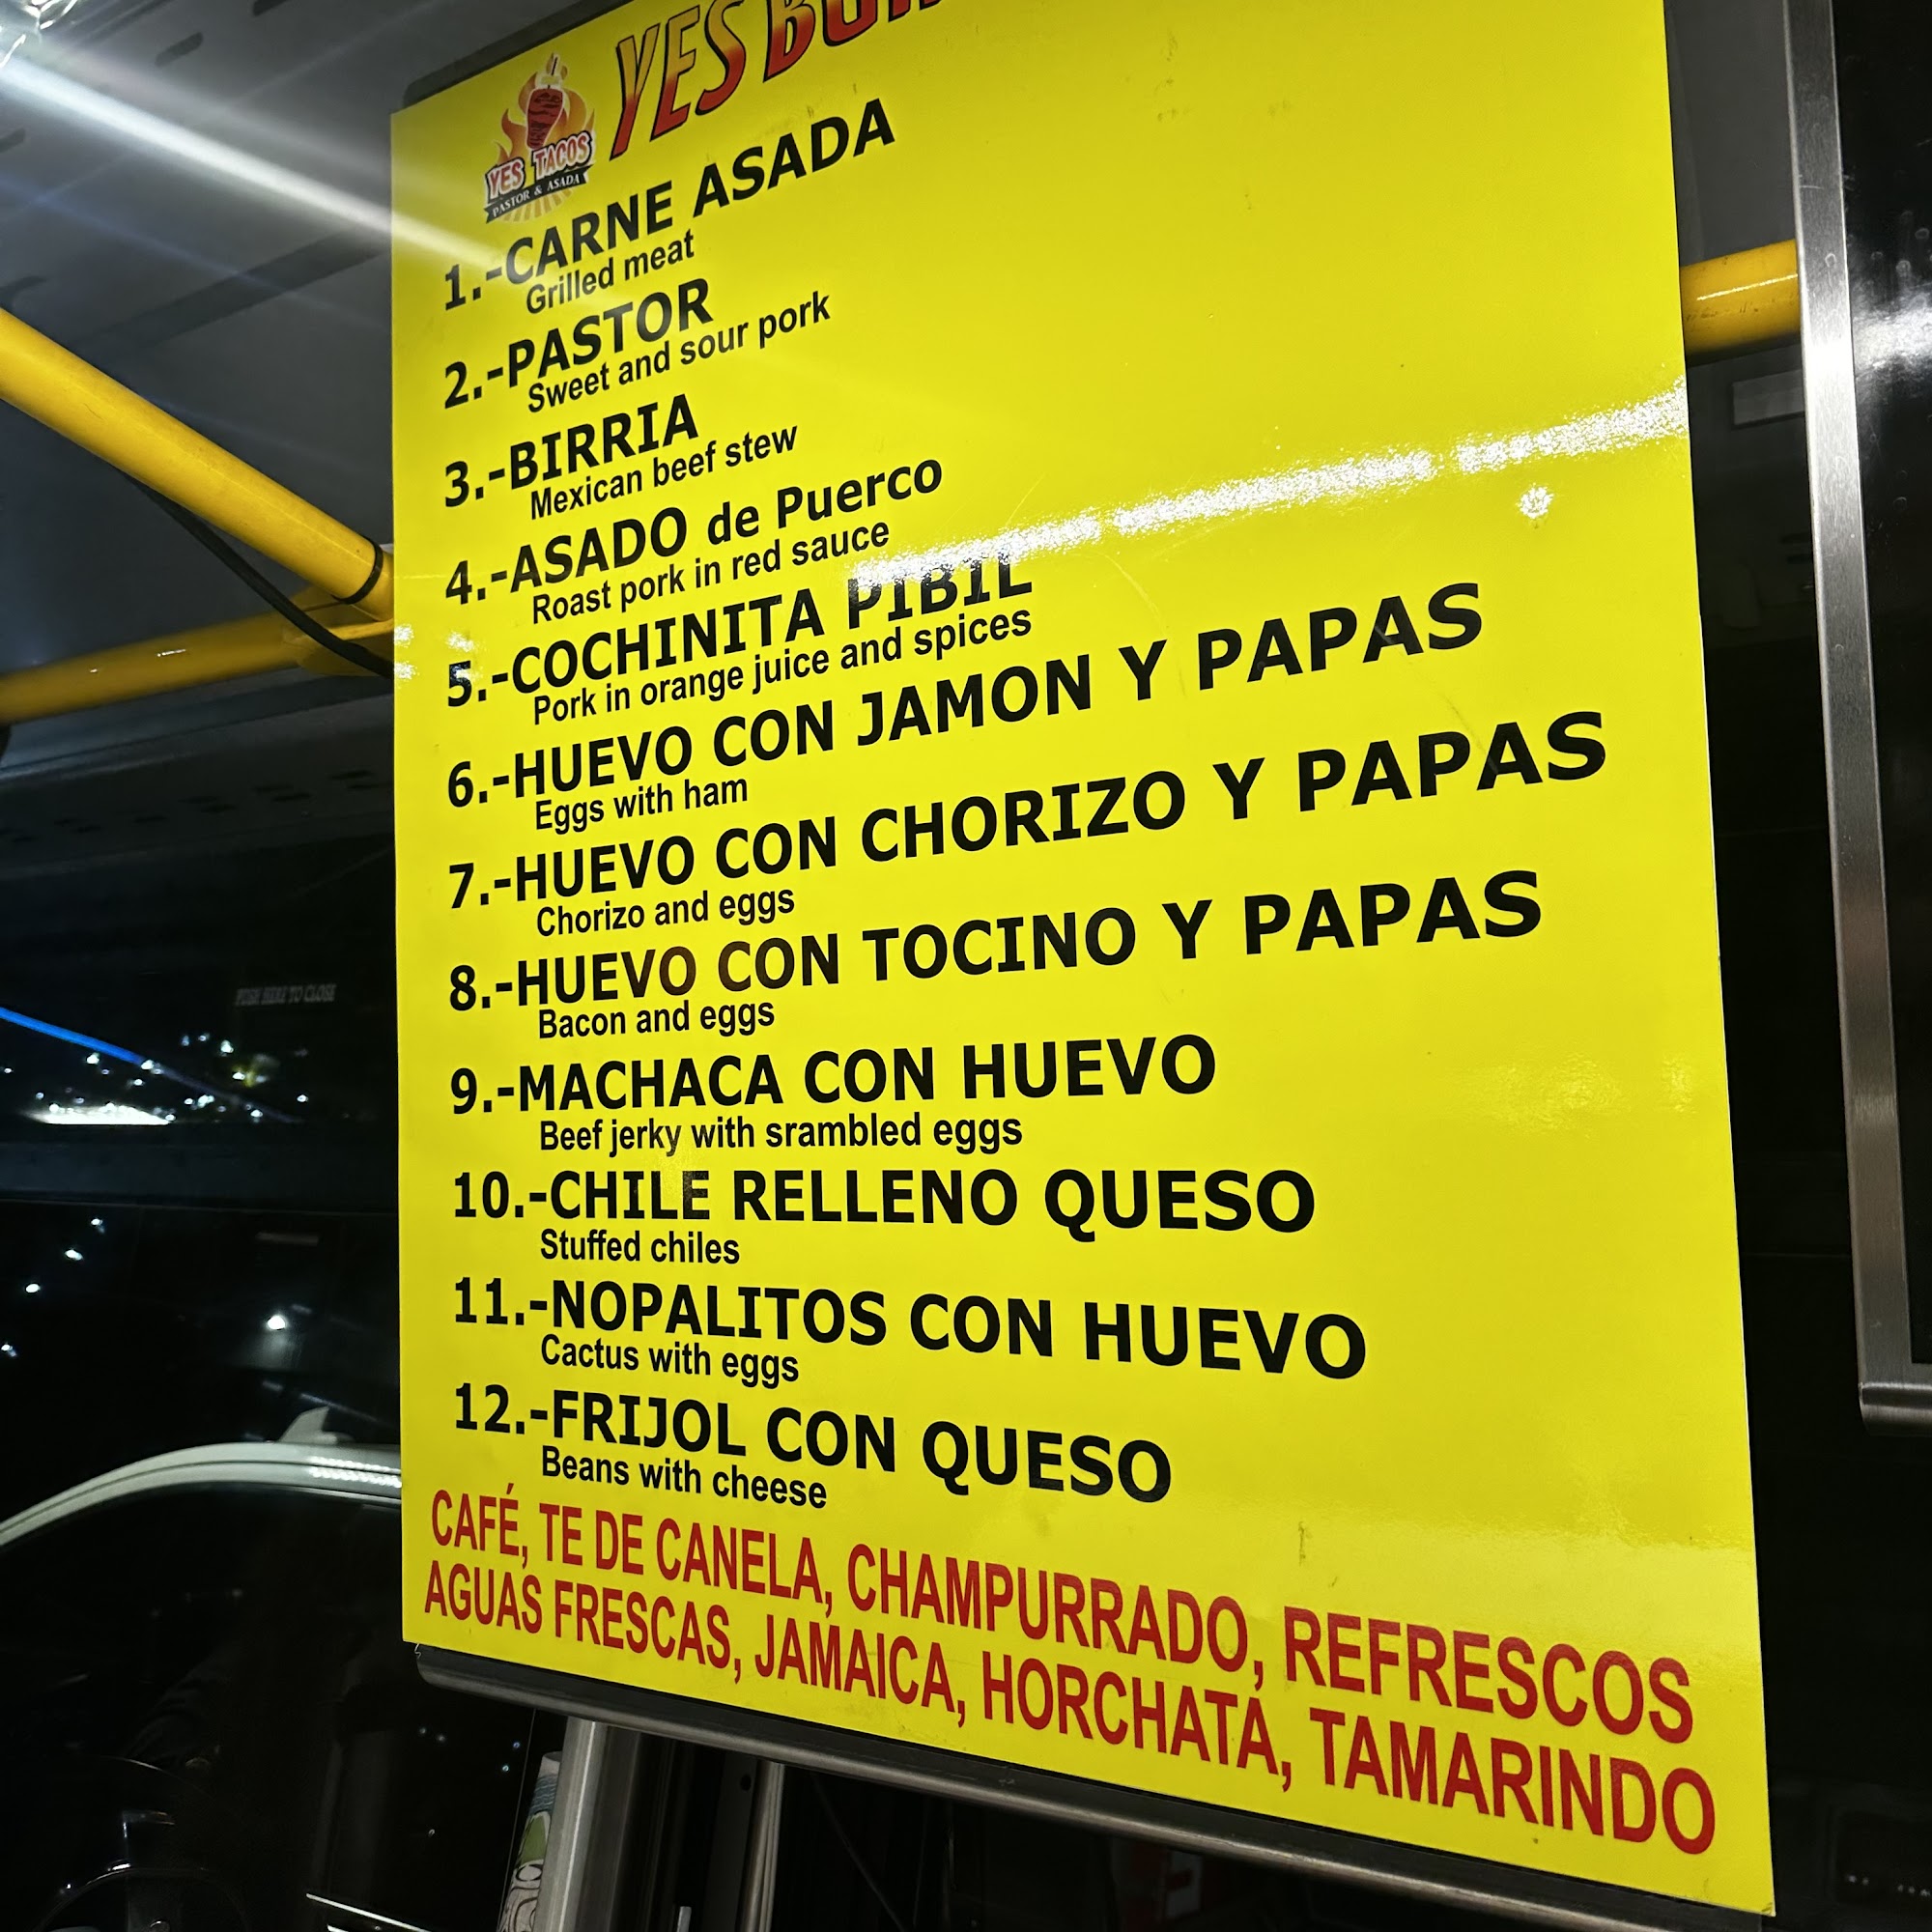 YES
YES TACOS
PASTOR & ASADA
1.-CARNE ASADA
Grilled meat
2.-PASTOR
Sweet and sour pork
3.-BIRRIA
Mexican beef stew
4.-ASADO de Puerco
Roast pork in red sauce
5.-COCHINITA PIBIL
Pork in orange juice and spices
6.-HUEVO CON JAMON Y PAPAS
Eggs with ham
7.-HUEVO CON CHORIZO Y PAPAS
Chorizo and eggs
8.-HUEVO CON TOCINO Y PAPAS
Bacon and eggs
9.-MACHACA CON HUEVO
Beef jerky with srambled eggs
10.-CHILE RELLENO QUESO
Stuffed chiles
11.-NOPALITOS CON HUEVO
Cactus with eggs
12.-FRIJOL CON QUESO
Beans with cheese
CAFÉ, TE DE CANELA, CHAMPURRADO, REFRESCOS
AGUAS FRESCAS, JAMAICA, HORCHATA, TAMARINDO
PUSH HERE TO CLOSE